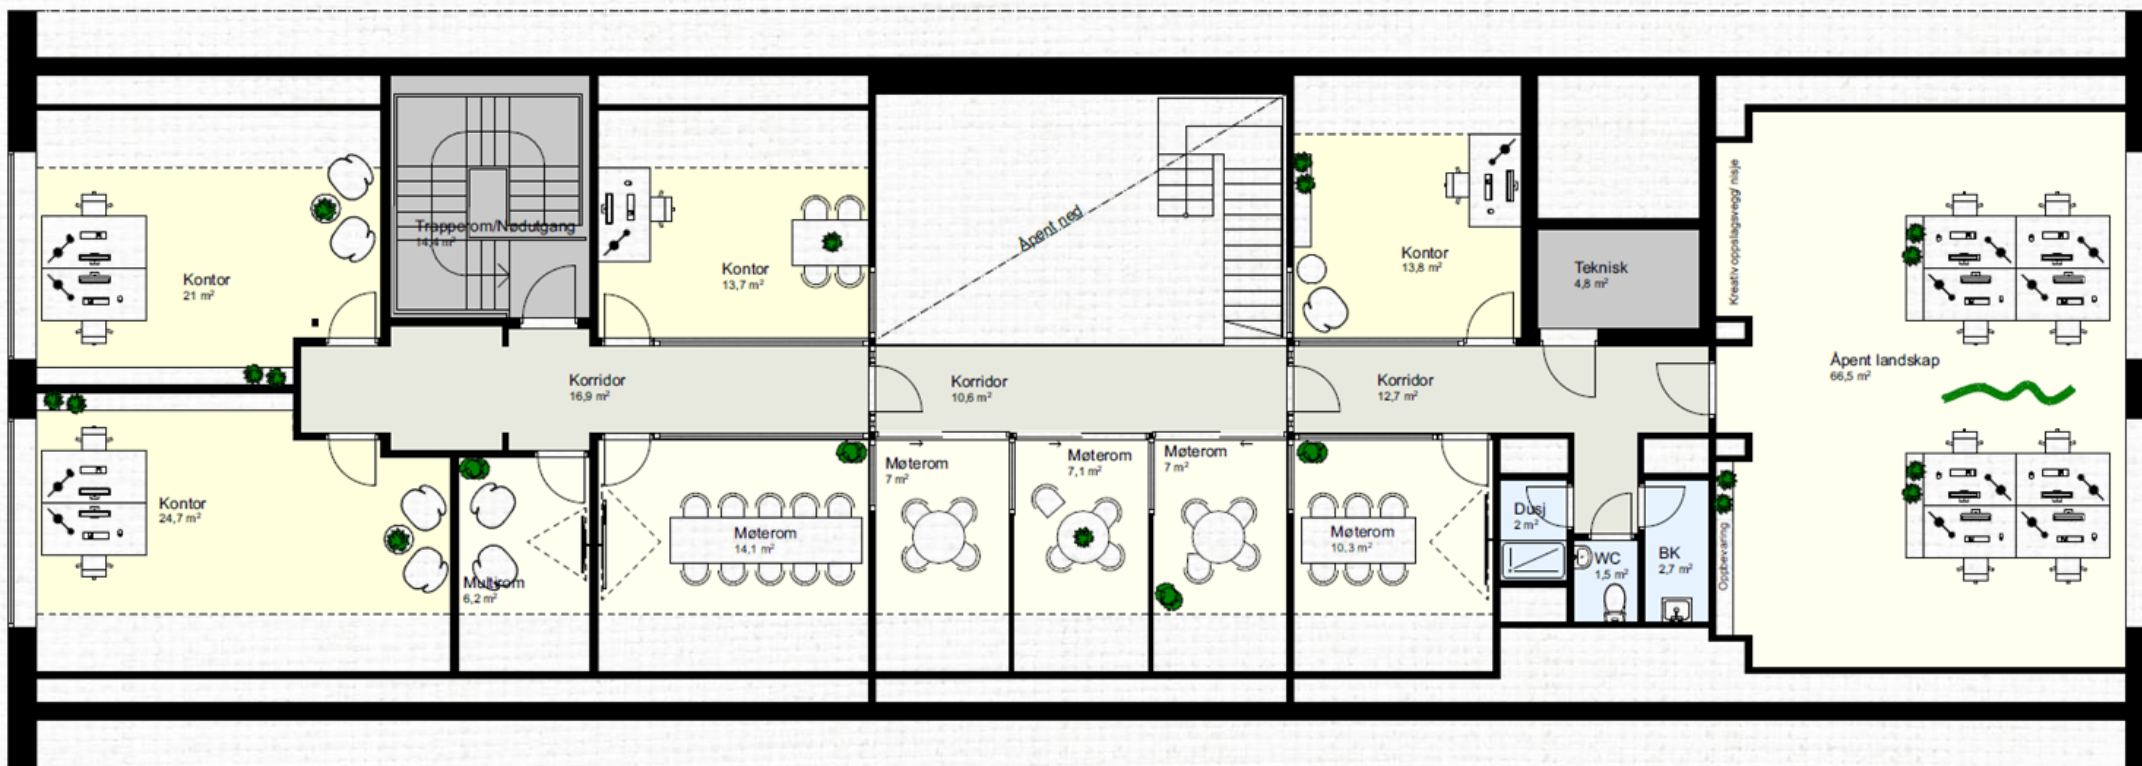 Trapperom/Nødutgang
14,4 m²
Kontor
21 m²
Kontor
13,7 m²
Åpent ned
Kontor
13,8 m²
Teknisk
4,8 m²
Kreativ oppslagsvegg/ nisje
Åpent landskap
66,5 m²
Korridor
16,9 m²
Korridor
10,6 m²
Korridor
12,7 m²
Kontor
24,7 m²
Multirom
6,2 m²
Møterom
14,1 m²
Møterom
7 m²
Møterom
7,1 m²
Møterom
7 m²
Møterom
10,3 m²
Dusj
2 m²
WC
1,5 m²
BK
2,7 m²
Oppbevaring